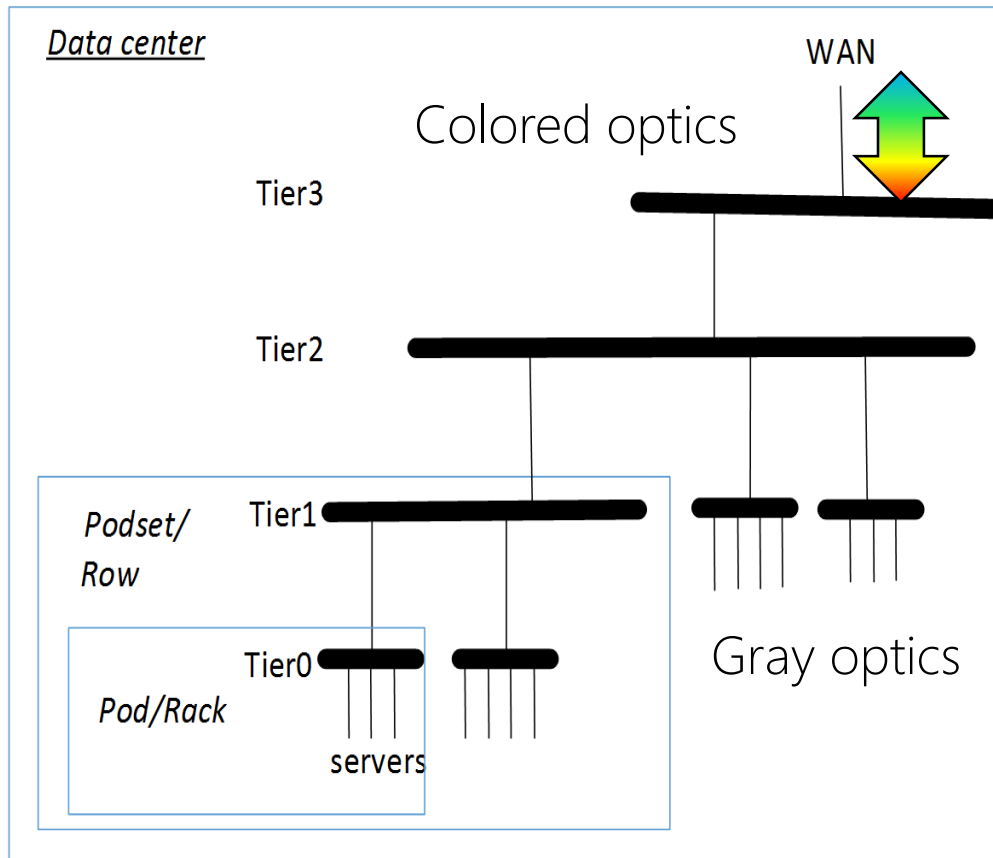 Data center
WAN
Colored optics
Tier3
Tier2
Tier1
Podset/
Row
Tier0
Gray optics
Pod/Rack
servers